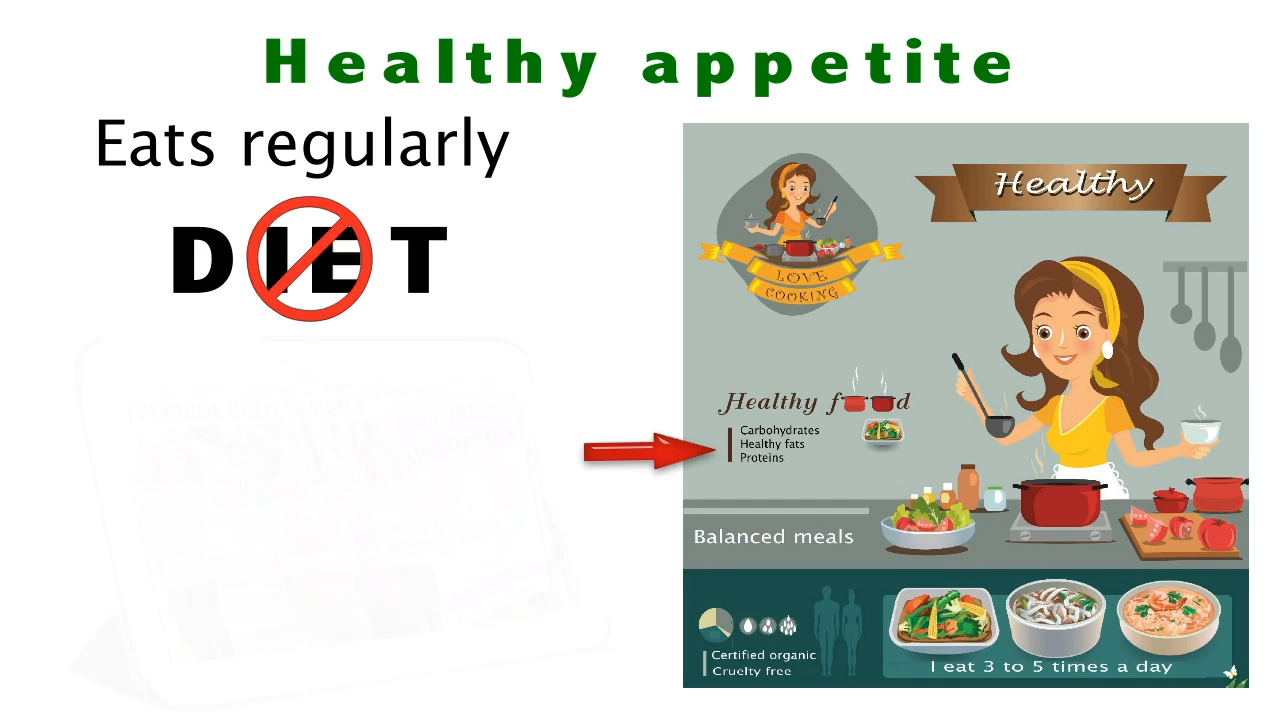 Healthy appetite
Eats regularly
DIET
Healthy
LOVE
COOKING
Healthy food
Carbohydrates
Healthy fats
Proteins
Balanced meals
Certified organic
Cruelty free
I eat 3 to 5 times a day